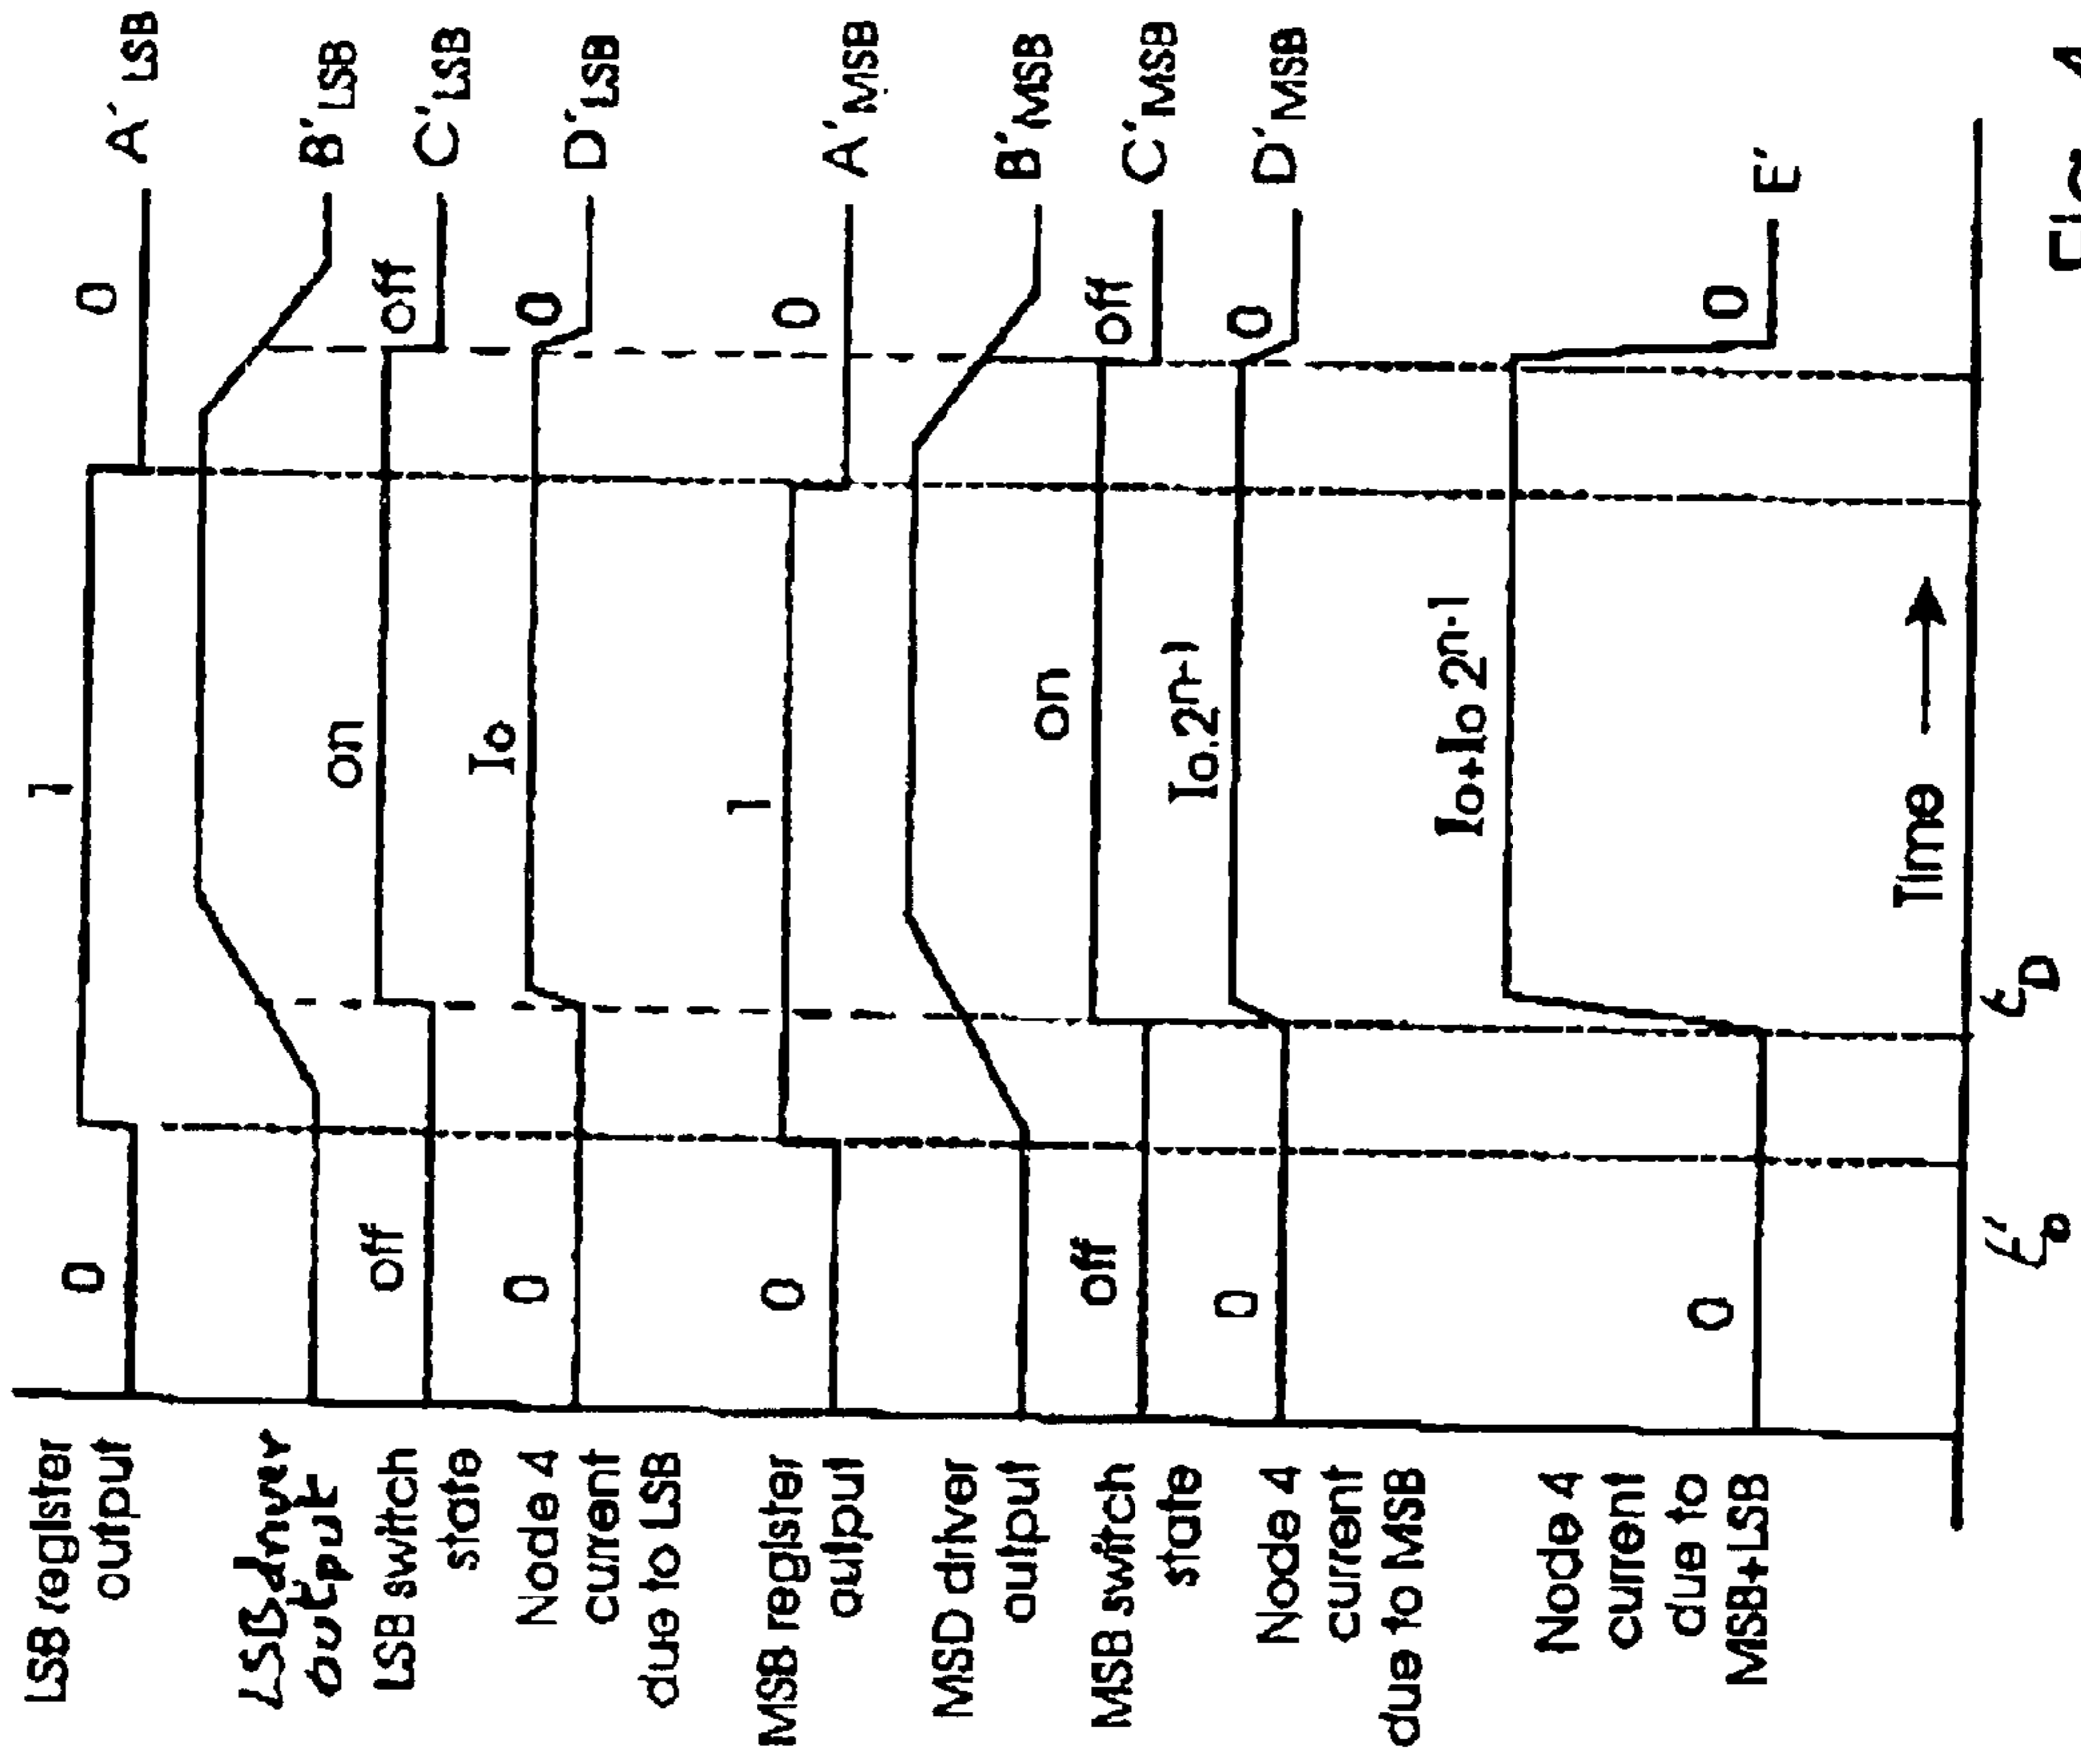 LSB register
output
0
1
0
A'LSB
LSB driver
output
B'LSB
LSB switch
state
off
on
off
C'LSB
Node 4
current
due to LSB
0
Io
0
D'LSB
MSB register
output
0
1
0
A'MSB
MSD driver
output
B'MSB
MSB switch
state
off
on
off
C'MSB
Node 4
current
due to MSB
0
Io.2n-1
0
D'MSB
Node 4
current
due to
MSB+LSB
0
Io+Io 2n-1
0
E'
Time
t'o
tD